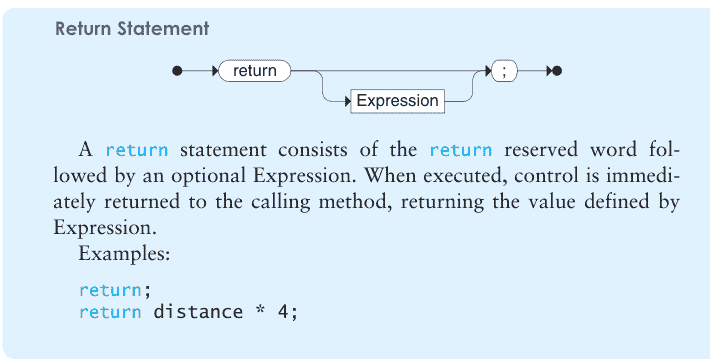 Return Statement
return
;
Expression
A return statement consists of the return reserved word fol-
lowed by an optional Expression. When executed, control is immedi-
ately returned to the calling method, returning the value defined by
Expression.
Examples:
return;
return distance * 4;